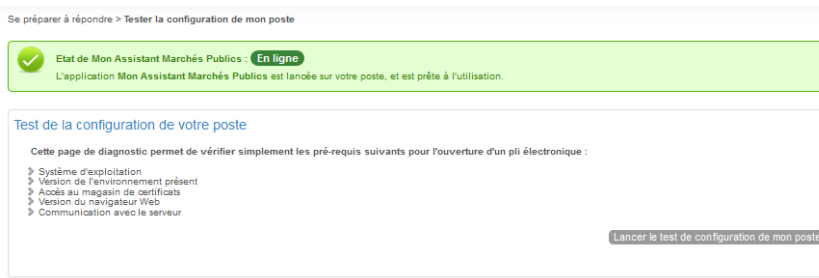 Se préparer à répondre > Tester la configuration de mon poste
Etat de Mon Assistant Marchés Publics : En ligne
L'application Mon Assistant Marchés Publics est lancée sur votre poste, et est prête à l'utilisation.
Test de la configuration de votre poste
Cette page de diagnostic permet de vérifier simplement les pré-requis suivants pour l'ouverture d'un pli électronique :
Système d'exploitation
Version de l'environnement présent
Accès au magasin de certificats
Version du navigateur Web
Communication avec le serveur
Lancer le test de configuration de mon poste